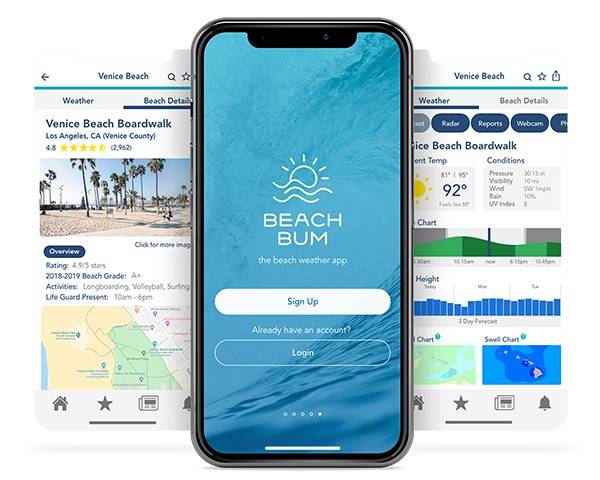 Venice Beach
Weather
Beach Details
Venice Beach Boardwalk
Los Angeles, CA (Venice County)
4.8 (2,962)
Click for more imag
Overview
Rating: 4.9/5 stars
2018-2019 Beach Grade: A+
Activities: Longboarding, Volleyball, Surfing
Life Guard Present: 10am - 6pm
BEACH
BUM
the beach weather app
Sign Up
Already have an account?
Login
Venice Beach
Weather
Beach Details
cast
Radar
Reports
Webcam
Ph
nice Beach Boardwalk
rent Temp
Conditions
81° | 95°
92°
Feels like 88°
Pressure 30.15 in
Visibility 10 mi
Wind SW 1mph
Rain 10%
UV Index 8
e Chart
:30am 10:15am now 6:15pm 10:45pm
Height
Today Mon Tue
3 Day Forecast
ell Chart ?
Swell Chart ?